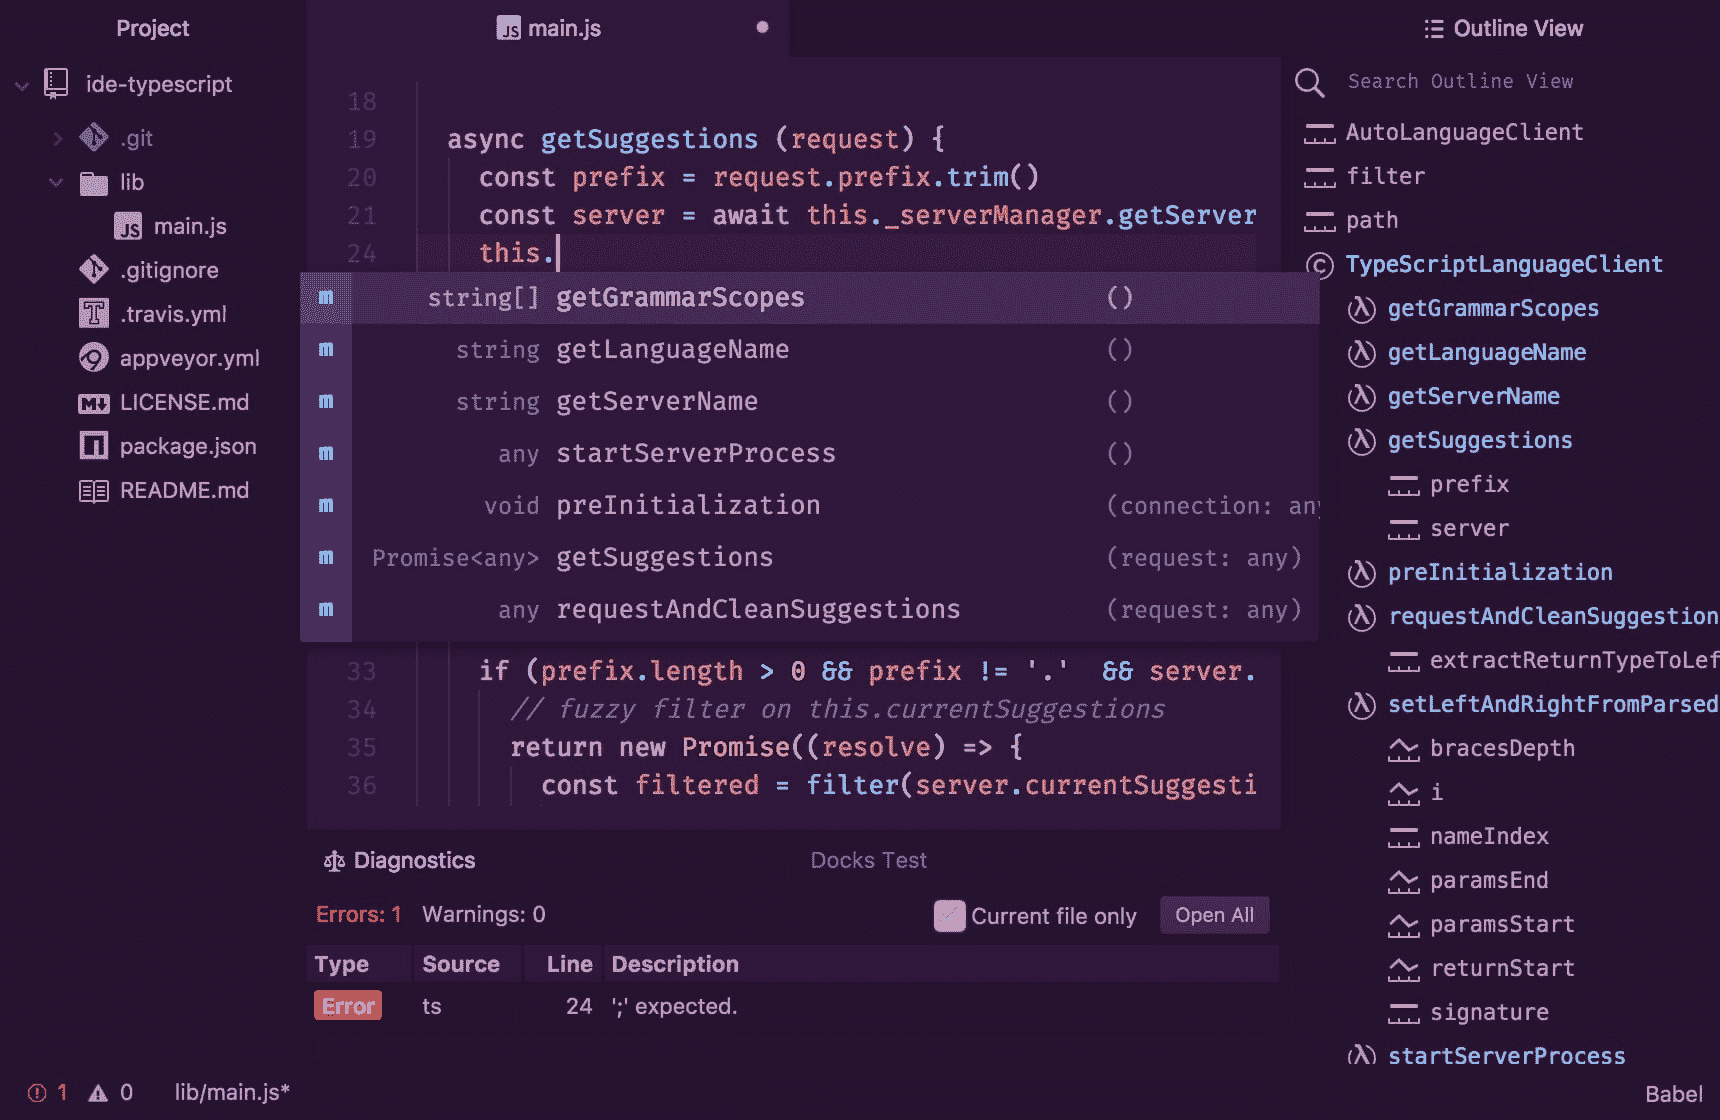 Project
ide-typescript
.git
lib
JS main.js
.gitignore
.travis.yml
appveyor.yml
LICENSE.md
package.json
README.md
JS main.js
18
19 async getSuggestions (request) {
20 const prefix = request.prefix.trim()
21 const server = await this._serverManager.getServer
24 this.
m string[] getGrammarScopes ()
m string getLanguageName ()
m string getServerName ()
m any startServerProcess ()
m void preInitialization (connection: any
m Promise<any> getSuggestions (request: any)
m any requestAndCleanSuggestions (request: any)
33 if (prefix.length > 0 && prefix != '.' && server.
34 // fuzzy filter on this.currentSuggestions
35 return new Promise((resolve) => {
36 const filtered = filter(server.currentSuggesti
Diagnostics Docks Test
Errors: 1 Warnings: 0 Current file only Open All
Type Source Line Description
Error ts 24 ';' expected.
Outline View
Search Outline View
AutoLanguageClient
filter
path
TypeScriptLanguageClient
getGrammarScopes
getLanguageName
getServerName
getSuggestions
prefix
server
preInitialization
requestAndCleanSuggestion
extractReturnTypeToLef
setLeftAndRightFromParsed
bracesDepth
i
nameIndex
paramsEnd
paramsStart
returnStart
signature
startServerProcess
1 0 lib/main.js* Babel